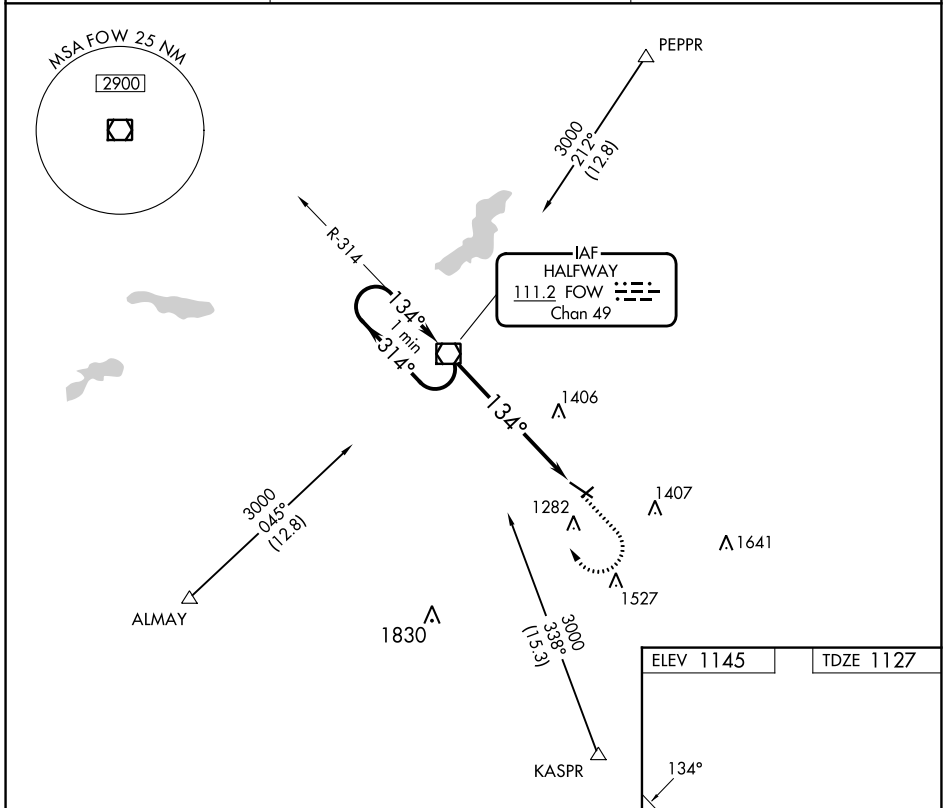 MSA FOW 25 NM
2900
PEPPR
3000
212°
(12.8)
R-314
IAF
HALFWAY
111.2 FOW
Chan 49
134°
1 min
314°
134°
1406
1407
1282
1641
1527
3000
045°
(12.8)
ALMAY
1830
3000
338°
(15.3)
KASPR
ELEV 1145
TDZE 1127
134°